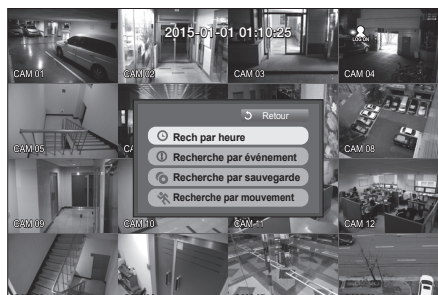 2015-01-01 01:10:25
LOG ON
CAM 01
CAM 02
CAM 03
CAM 04
Retour
Rech par heure
CAM 05
CA
CAM 08
Recherche par événement
Recherche par sauvegarde
Recherche par mouvement
CAM 09
CAM 10
CAM 11
CAM 12